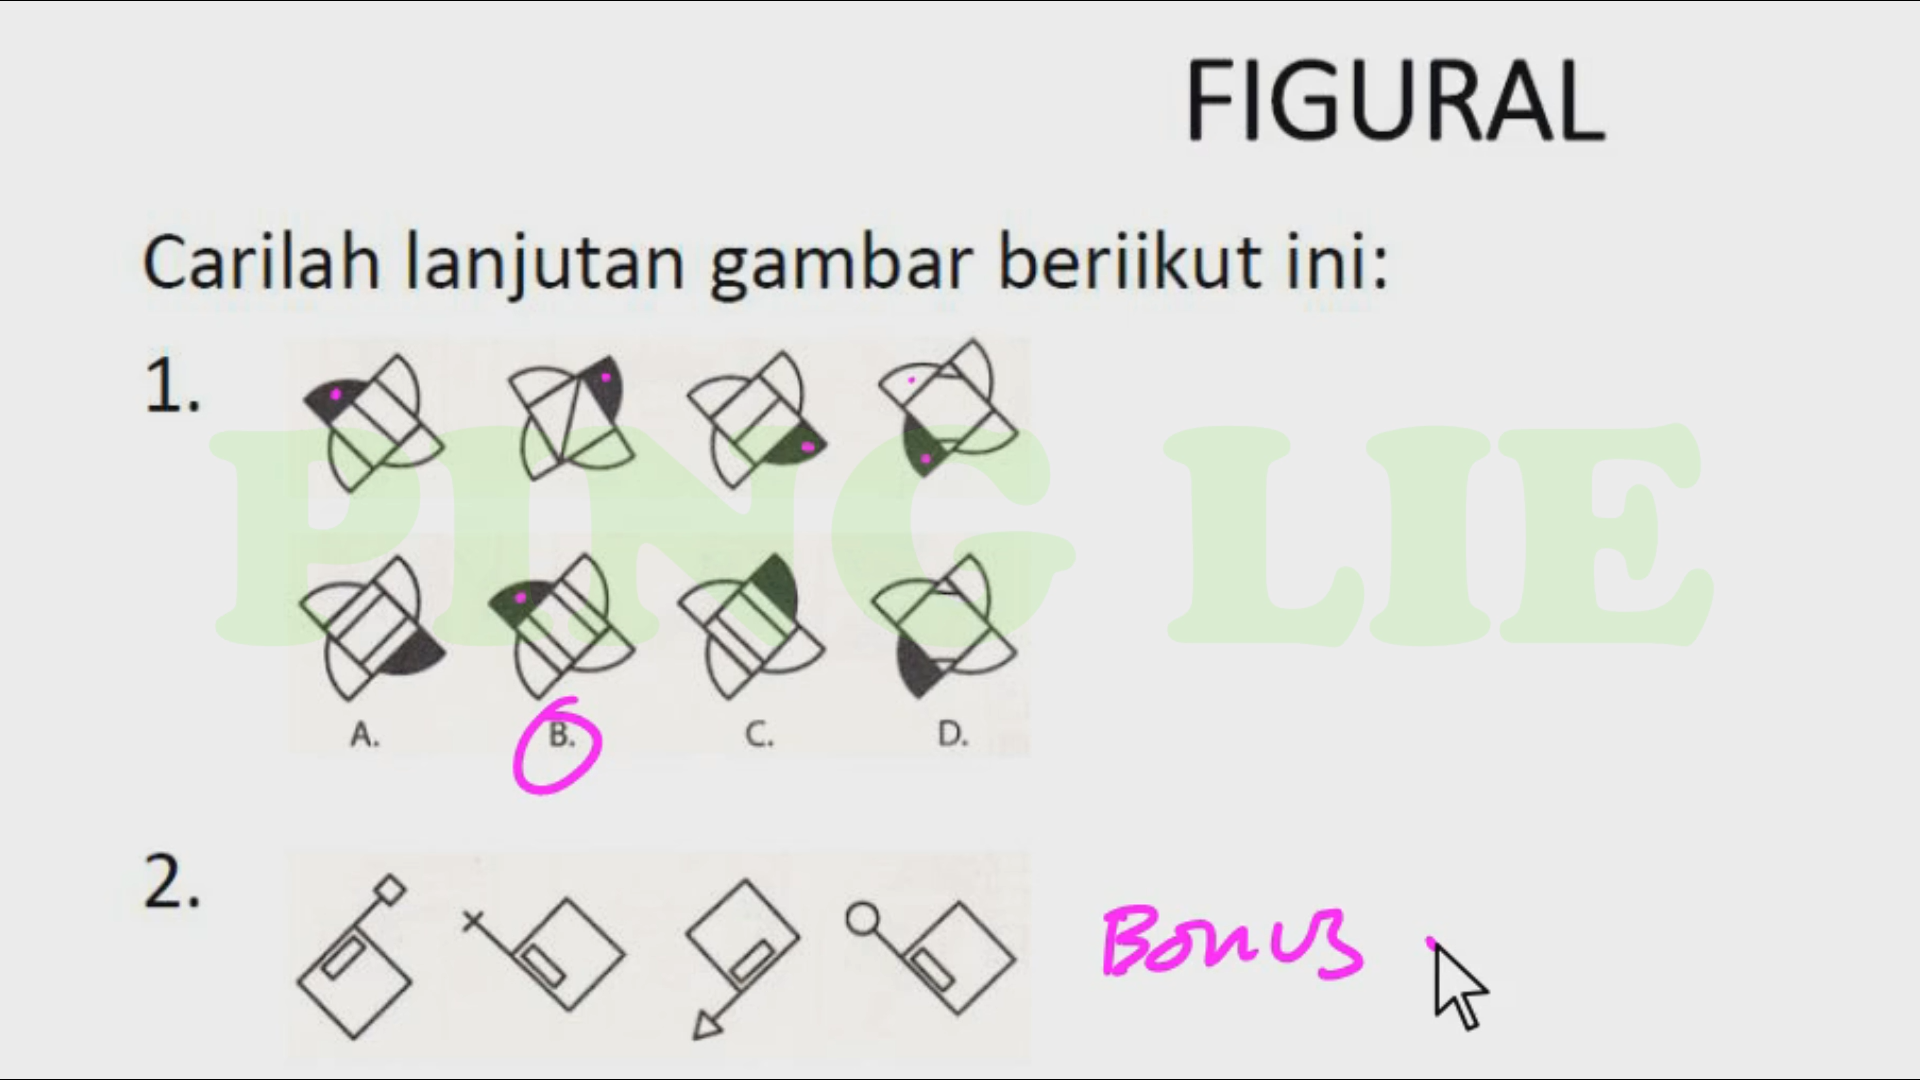 FIGURAL
Carilah lanjutan gambar beriikut ini:
1.
A. B. C. D.
2.
Bonus
PING LIE